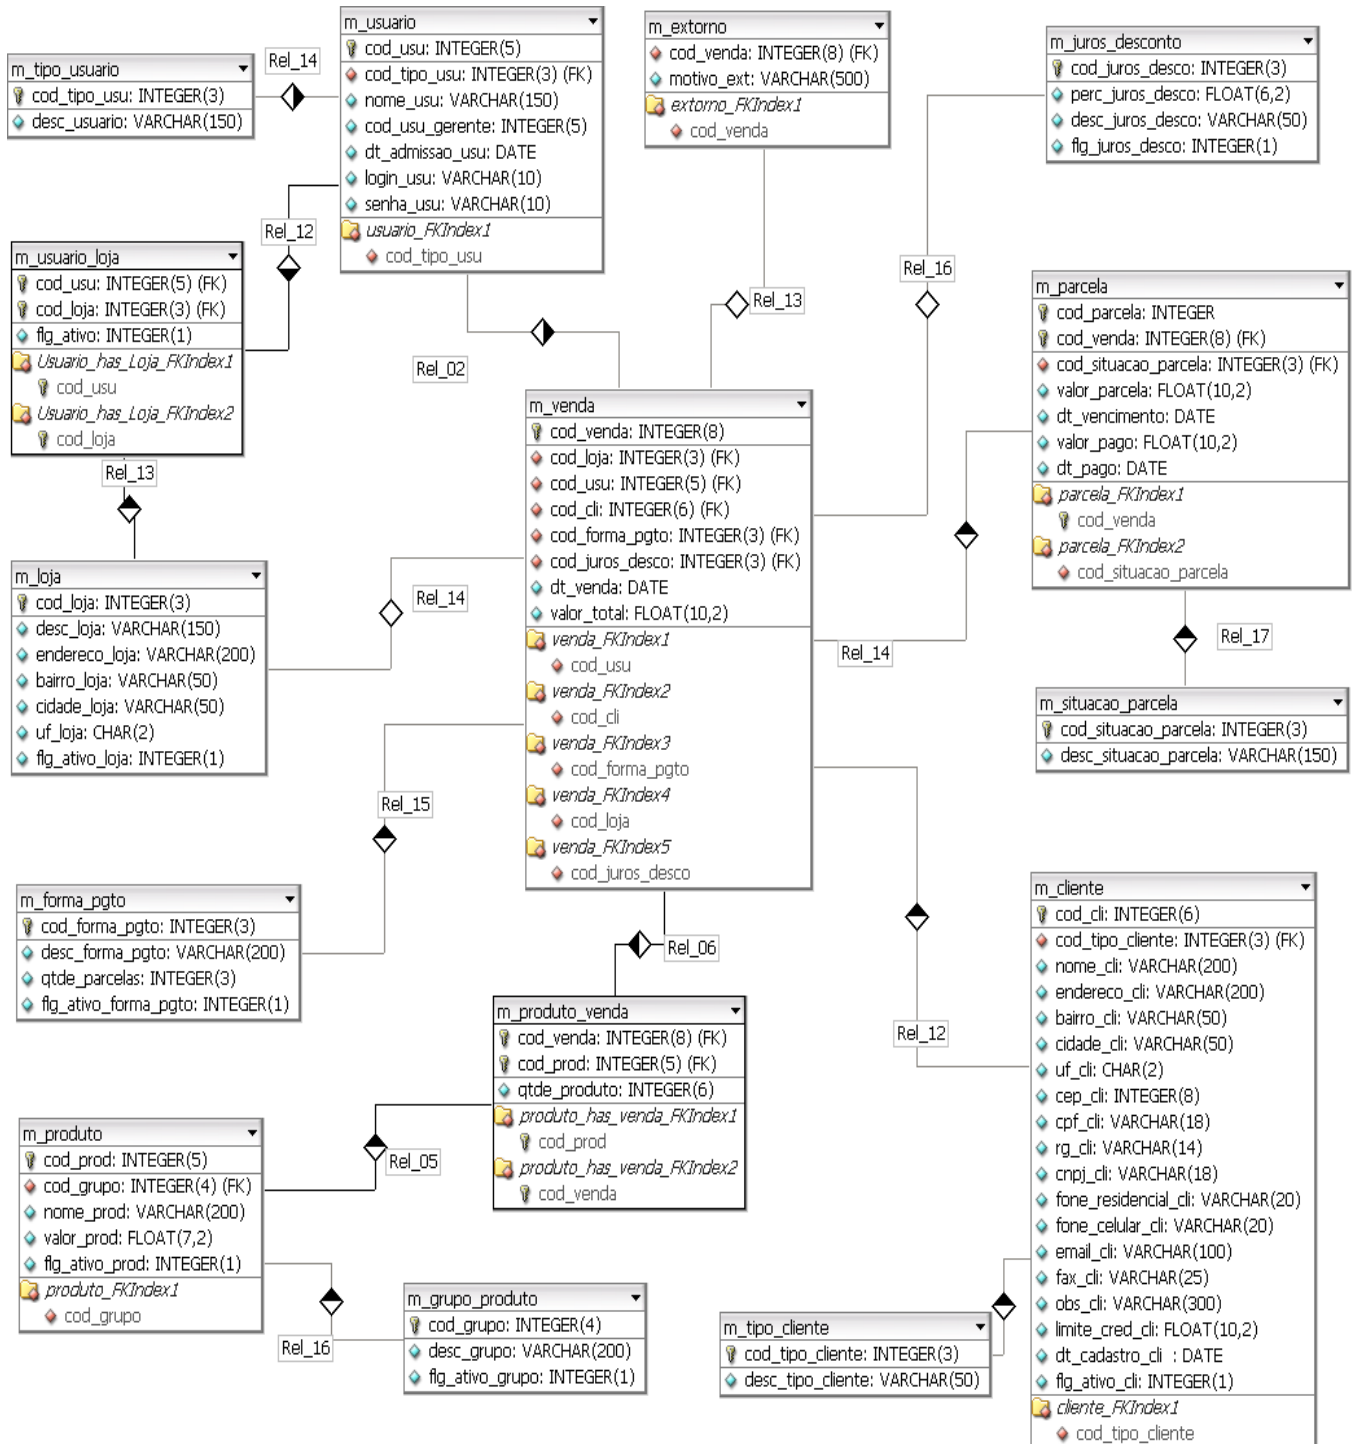 m_tipo_usuario
cod_tipo_usu: INTEGER(3)
desc_usuario: VARCHAR(150)
Rel_14
m_usuario
cod_usu: INTEGER(5)
cod_tipo_usu: INTEGER(3) (FK)
nome_usu: VARCHAR(150)
cod_usu_gerente: INTEGER(5)
dt_admissao_usu: DATE
login_usu: VARCHAR(10)
senha_usu: VARCHAR(10)
usuario_FKIndex1
cod_tipo_usu
m_extorno
cod_venda: INTEGER(8) (FK)
motivo_ext: VARCHAR(500)
extorno_FKIndex1
cod_venda
m_juros_desconto
cod_juros_desco: INTEGER(3)
perc_juros_desco: FLOAT(6,2)
desc_juros_desco: VARCHAR(50)
flg_juros_desco: INTEGER(1)
Rel_12
m_usuario_loja
cod_usu: INTEGER(5) (FK)
cod_loja: INTEGER(3) (FK)
flg_ativo: INTEGER(1)
Usuario_has_Loja_FKIndex1
cod_usu
Usuario_has_Loja_FKIndex2
cod_loja
Rel_13
Rel_02
Rel_13
Rel_16
m_parcela
cod_parcela: INTEGER
cod_venda: INTEGER(8) (FK)
cod_situacao_parcela: INTEGER(3) (FK)
valor_parcela: FLOAT(10,2)
dt_vencimento: DATE
valor_pago: FLOAT(10,2)
dt_pago: DATE
parcela_FKIndex1
cod_venda
parcela_FKIndex2
cod_situacao_parcela
m_venda
cod_venda: INTEGER(8)
cod_loja: INTEGER(3) (FK)
cod_usu: INTEGER(5) (FK)
cod_cli: INTEGER(6) (FK)
cod_forma_pgto: INTEGER(3) (FK)
cod_juros_desco: INTEGER(3) (FK)
dt_venda: DATE
valor_total: FLOAT(10,2)
venda_FKIndex1
cod_usu
venda_FKIndex2
cod_cli
venda_FKIndex3
cod_forma_pgto
venda_FKIndex4
cod_loja
venda_FKIndex5
cod_juros_desco
m_loja
cod_loja: INTEGER(3)
desc_loja: VARCHAR(150)
endereco_loja: VARCHAR(200)
bairro_loja: VARCHAR(50)
cidade_loja: VARCHAR(50)
uf_loja: CHAR(2)
flg_ativo_loja: INTEGER(1)
Rel_14
Rel_14
Rel_17
m_situacao_parcela
cod_situacao_parcela: INTEGER(3)
desc_situacao_parcela: VARCHAR(150)
Rel_15
m_forma_pgto
cod_forma_pgto: INTEGER(3)
desc_forma_pgto: VARCHAR(200)
qtde_parcelas: INTEGER(3)
flg_ativo_forma_pgto: INTEGER(1)
Rel_06
m_produto_venda
cod_venda: INTEGER(8) (FK)
cod_prod: INTEGER(5) (FK)
qtde_produto: INTEGER(6)
produto_has_venda_FKIndex1
cod_prod
produto_has_venda_FKIndex2
cod_venda
Rel_12
m_cliente
cod_cli: INTEGER(6)
cod_tipo_cliente: INTEGER(3) (FK)
nome_cli: VARCHAR(200)
endereco_cli: VARCHAR(200)
bairro_cli: VARCHAR(50)
cidade_cli: VARCHAR(50)
uf_cli: CHAR(2)
cep_cli: INTEGER(8)
cpf_cli: VARCHAR(18)
rg_cli: VARCHAR(14)
cnpj_cli: VARCHAR(18)
fone_residencial_cli: VARCHAR(20)
fone_celular_cli: VARCHAR(20)
email_cli: VARCHAR(100)
fax_cli: VARCHAR(25)
obs_cli: VARCHAR(300)
limite_cred_cli: FLOAT(10,2)
dt_cadastro_cli : DATE
flg_ativo_cli: INTEGER(1)
cliente_FKIndex1
cod_tipo_cliente
m_produto
cod_prod: INTEGER(5)
cod_grupo: INTEGER(4) (FK)
nome_prod: VARCHAR(200)
valor_prod: FLOAT(7,2)
flg_ativo_prod: INTEGER(1)
produto_FKIndex1
cod_grupo
Rel_05
Rel_16
m_grupo_produto
cod_grupo: INTEGER(4)
desc_grupo: VARCHAR(200)
flg_ativo_grupo: INTEGER(1)
m_tipo_cliente
cod_tipo_cliente: INTEGER(3)
desc_tipo_cliente: VARCHAR(50)